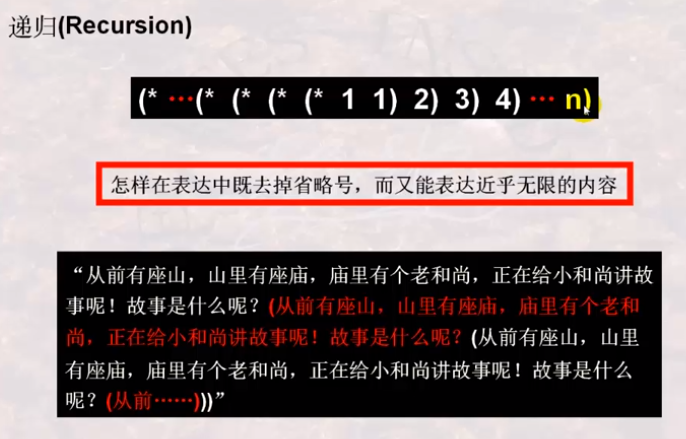 递归(Recursion)
(* …(* (* (* (* 1 1) 2) 3) 4) … n)
怎样在表达中既去掉省略号，而又能表达近乎无限的内容
“从前有座山，山里有座庙，庙里有个老和尚，正在给小和尚讲故
事呢！故事是什么呢？(从前有座山，山里有座庙，庙里有个老和
尚，正在给小和尚讲故事呢！故事是什么呢？(从前有座山，山里
有座庙，庙里有个老和尚，正在给小和尚讲故事呢！故事是什么
呢？(从前……)))”